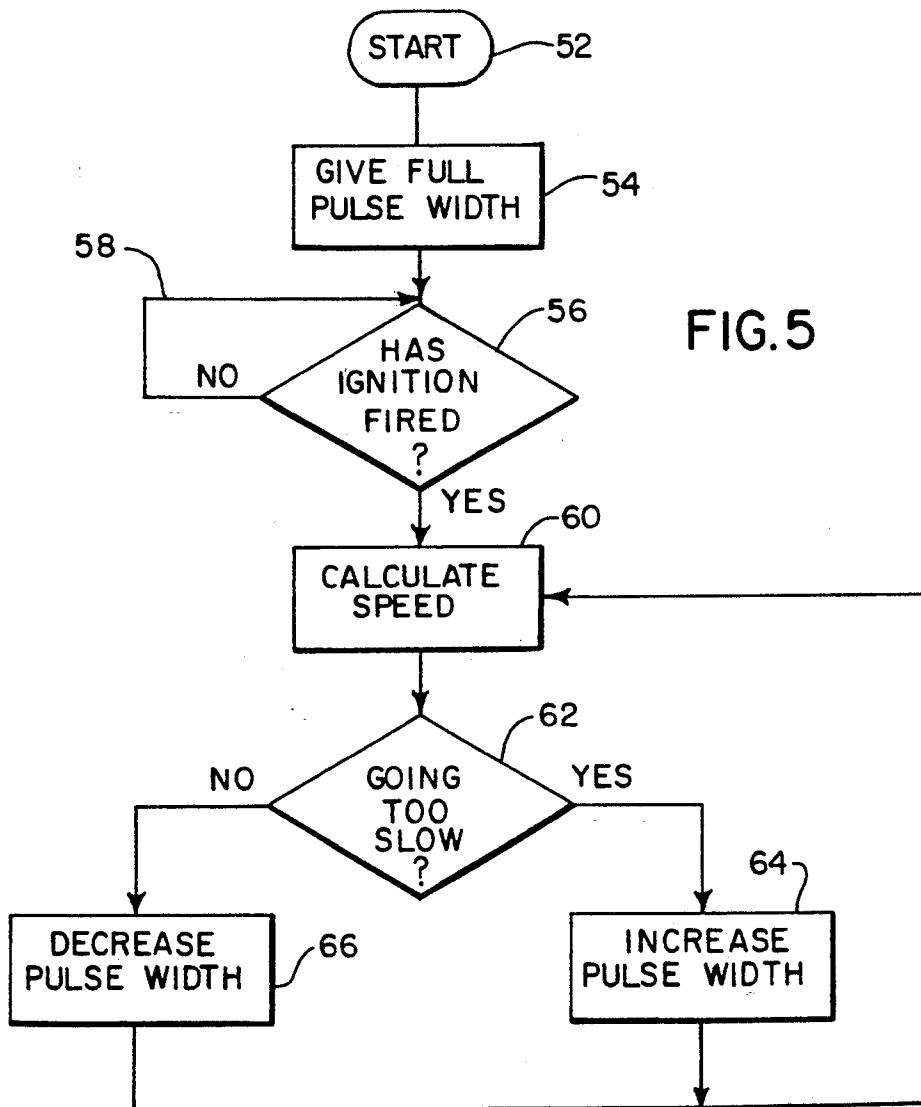 START
52
GIVE FULL
PULSE WIDTH
54
58
56
FIG.5
HAS
IGNITION
FIRED
?
NO
YES
60
CALCULATE
SPEED
62
NO
YES
GOING
TOO
SLOW
?
64
DECREASE
PULSE WIDTH
66
INCREASE
PULSE WIDTH